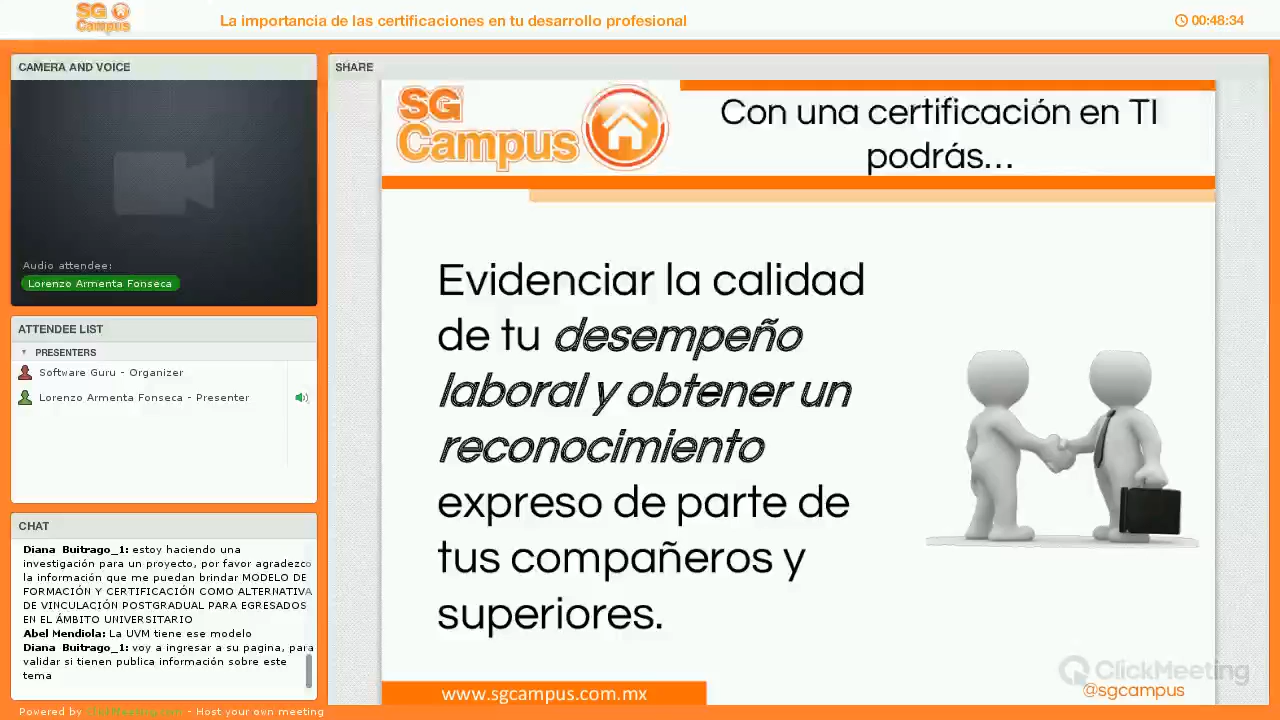 SG
Campus
La importancia de las certificaciones en tu desarrollo profesional
00:48:34
CAMERA AND VOICE
Audio attendee:
Lorenzo Armenta Fonseca
ATTENDEE LIST
PRESENTERS
Software Guru - Organizer
Lorenzo Armenta Fonseca - Presenter
CHAT
Diana Buitrago_1: estoy haciendo una
investigación para un proyecto, por favor agradezco
la información que me puedan brindar MODELO DE
FORMACIÓN Y CERTIFICACIÓN COMO ALTERNATIVA
DE VINCULACIÓN POSTGRADUAL PARA EGRESADOS
EN EL ÁMBITO UNIVERSITARIO
Abel Mendiola: La UVM tiene ese modelo
Diana Buitrago_1: voy a ingresar a su pagina, para
validar si tienen publica información sobre este
tema
Powered by ClickMeeting.com - Host your own meeting
SHARE
SG
Campus
Con una certificación en TI
podrás...
Evidenciar la calidad
de tu desempeño
laboral y obtener un
reconocimiento
expreso de parte de
tus compañeros y
superiores.
www.sgcampus.com.mx
ClickMeeting
@sgcampus